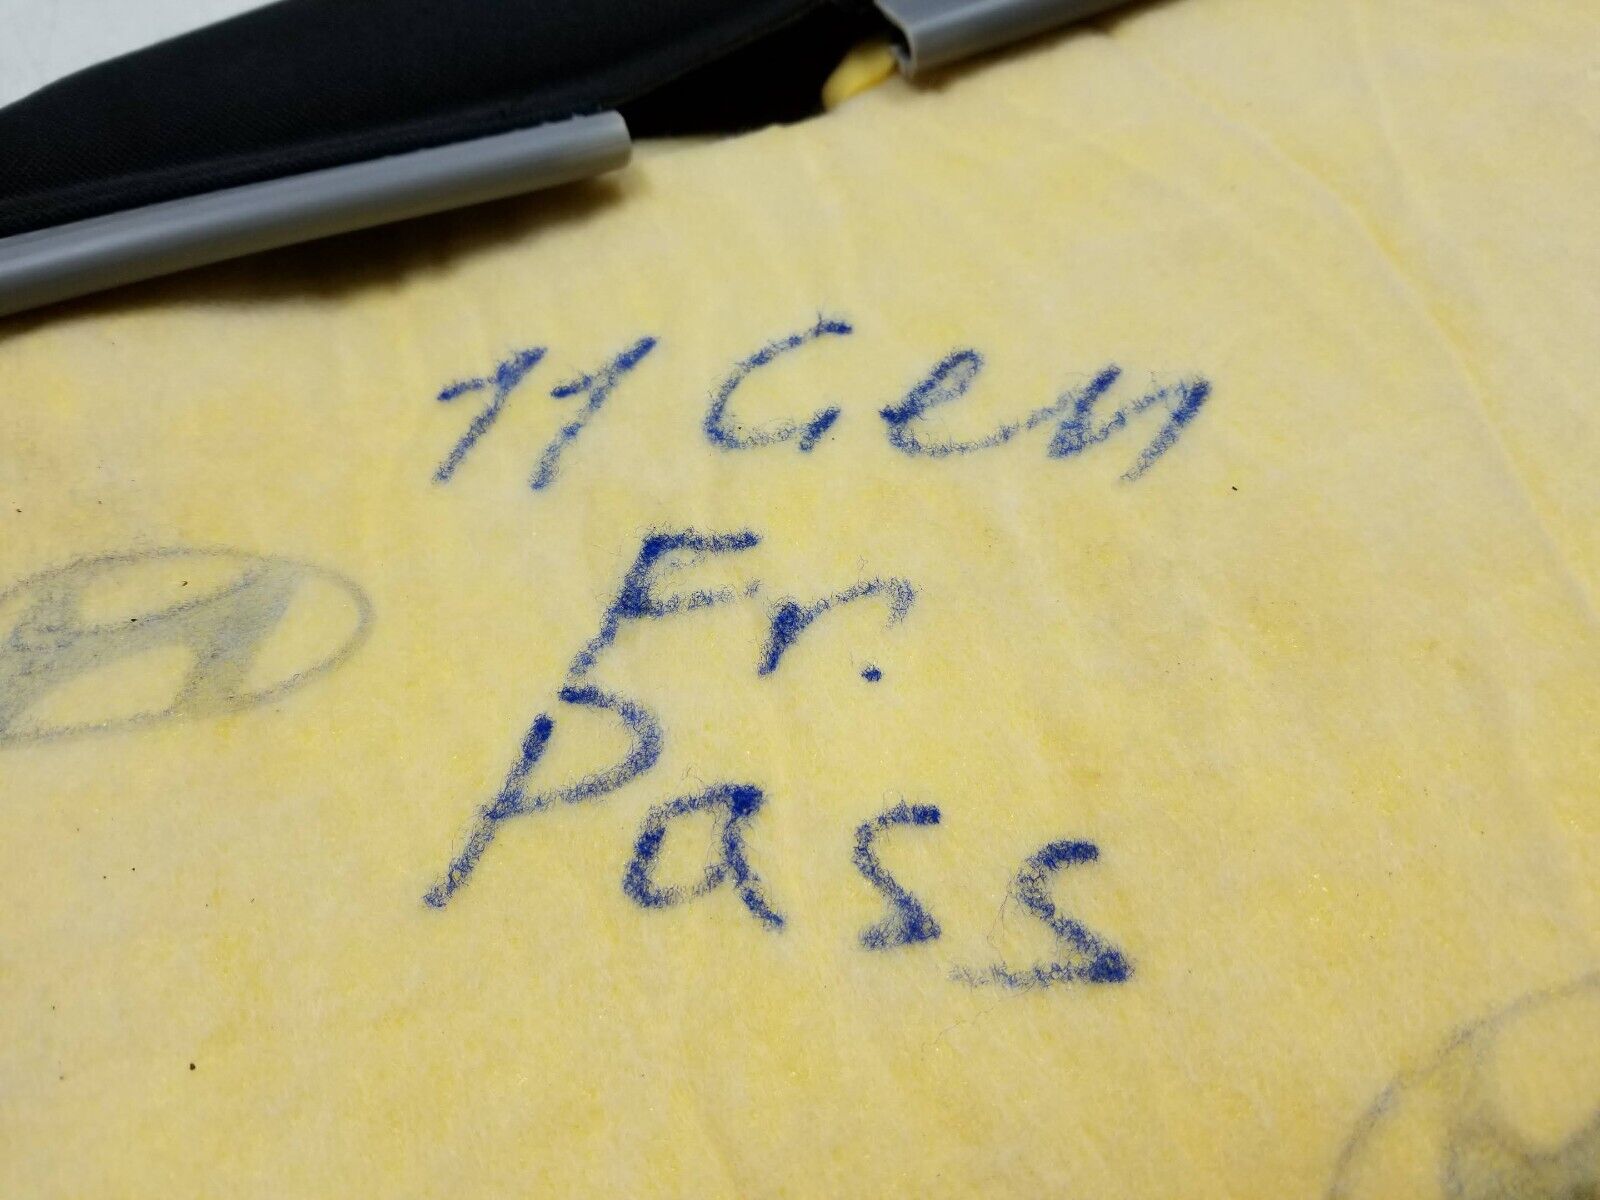 11 Gen
Fr.
Pass